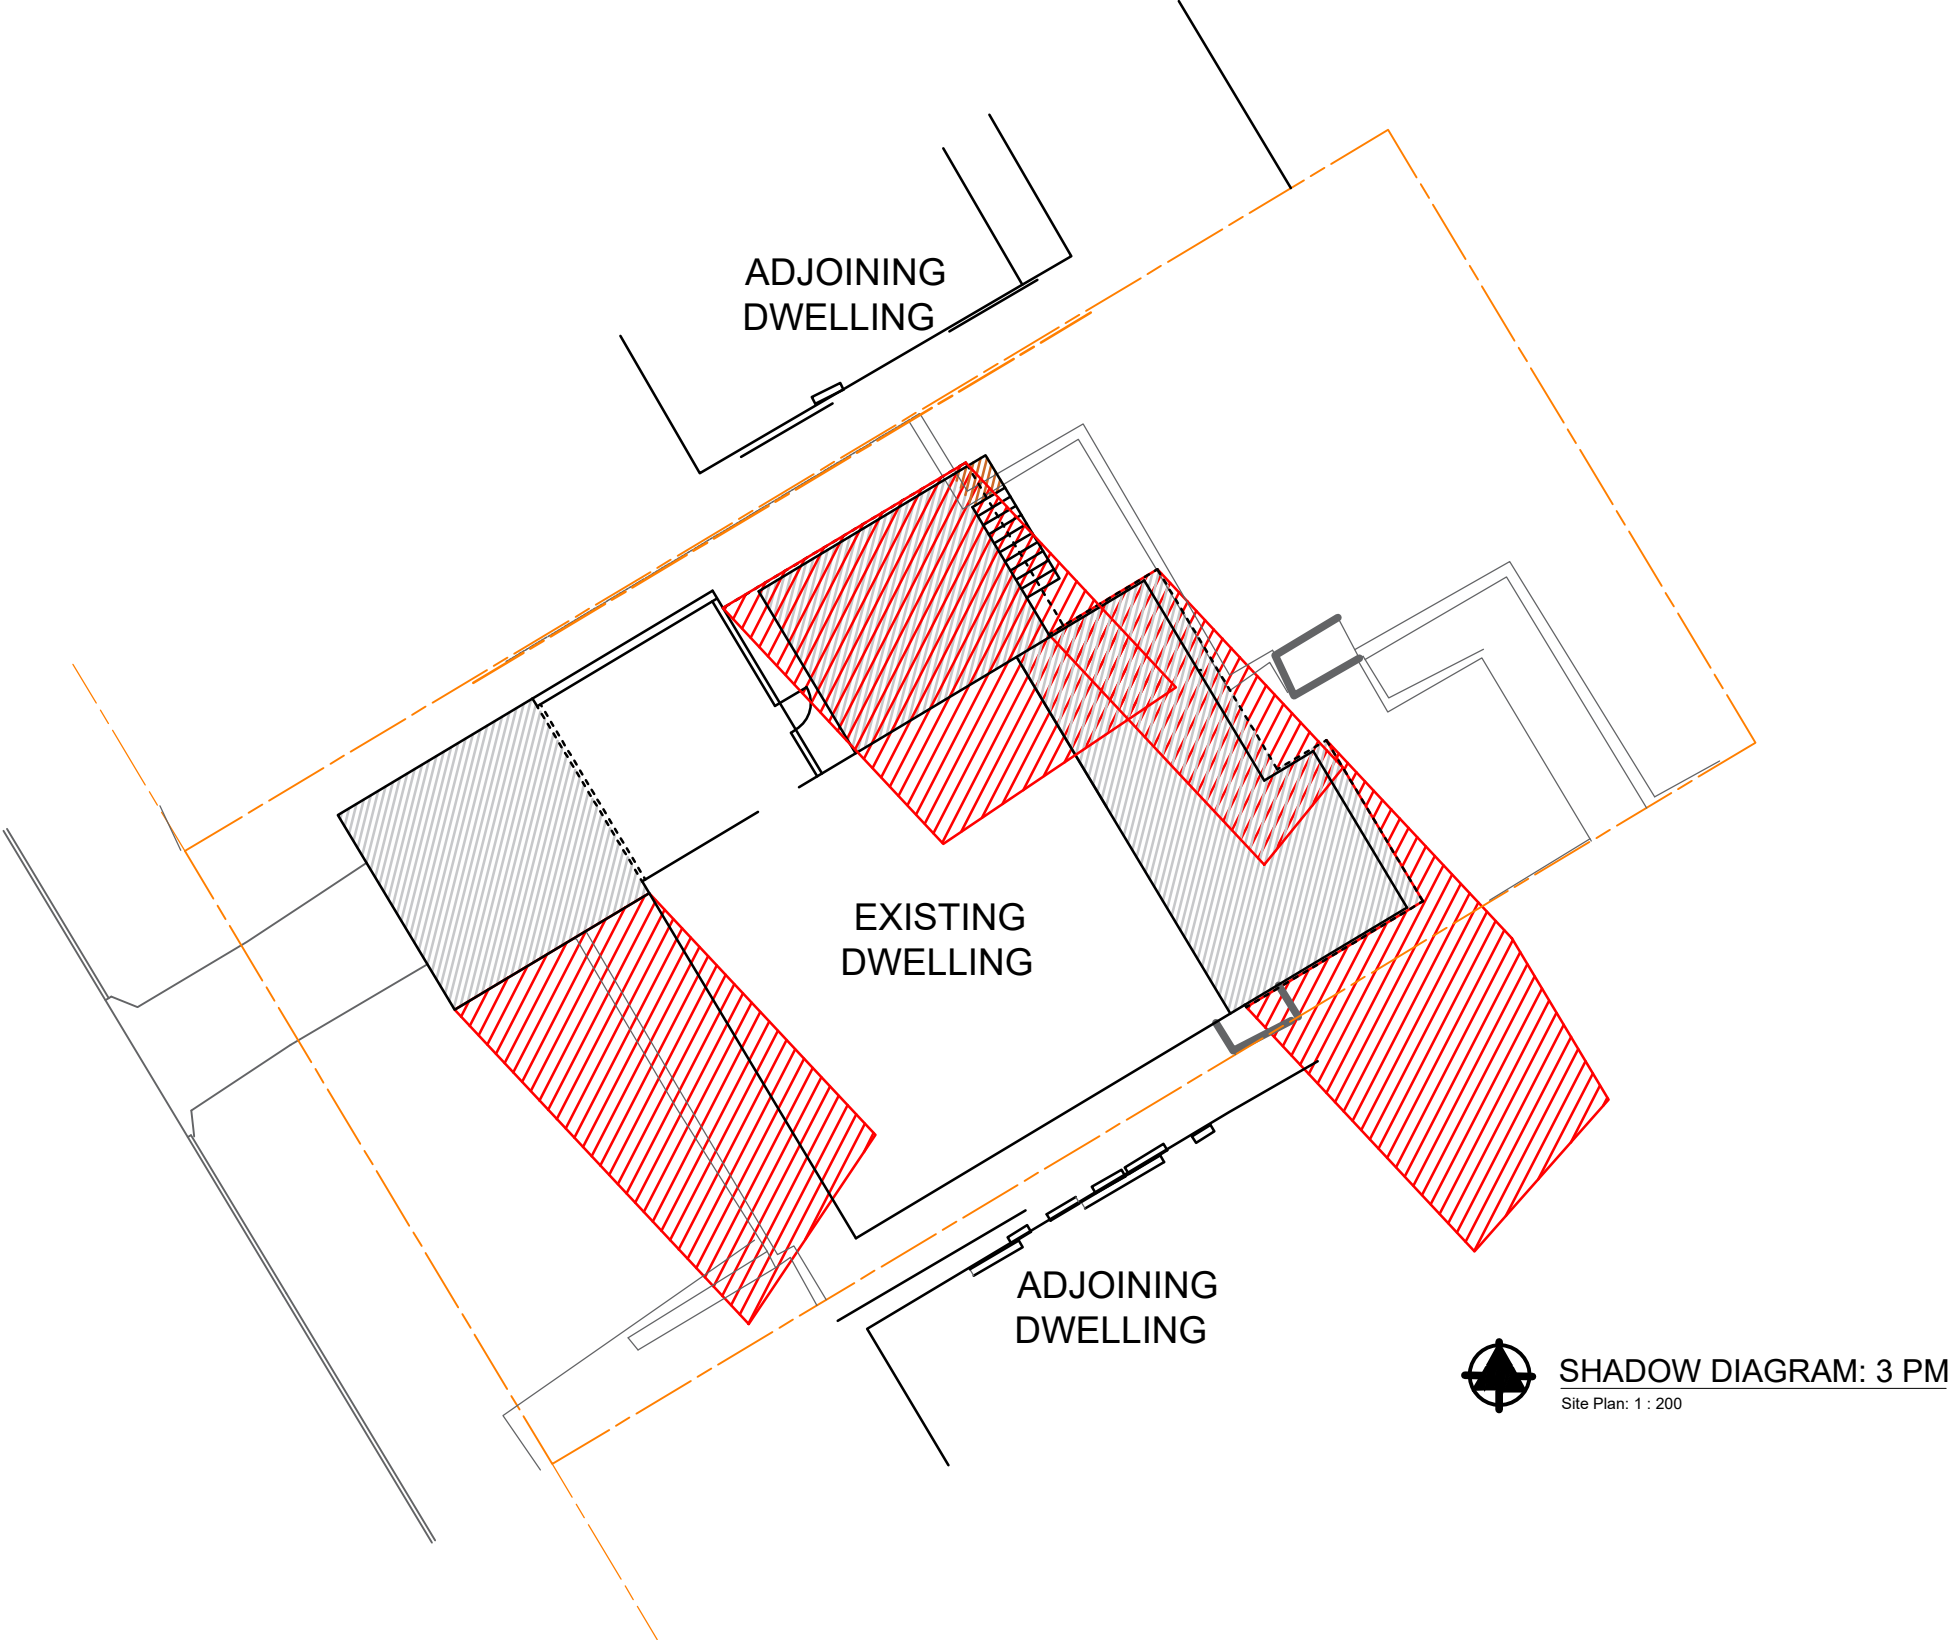 ADJOINING
DWELLING
EXISTING
DWELLING
ADJOINING
DWELLING
SHADOW DIAGRAM: 3 PM
Site Plan: 1 : 200